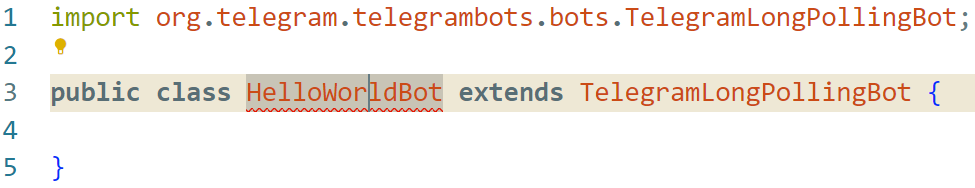 1 import org.telegram.telegrambots.bots.TelegramLongPollingBot;
2
3 public class HelloWorldBot extends TelegramLongPollingBot {
4
5 }